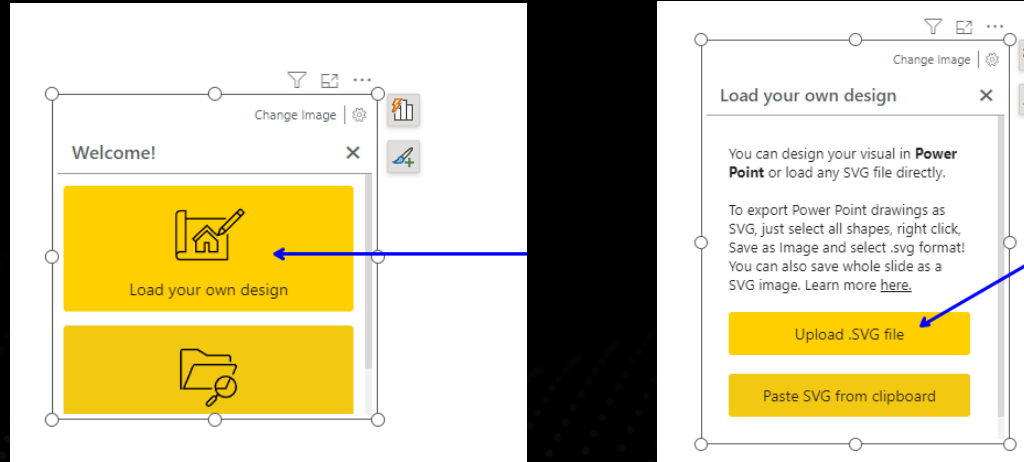 Change Image
Welcome!
Load your own design
Change Image
Load your own design
You can design your visual in Power
Point or load any SVG file directly.
To export Power Point drawings as
SVG, just select all shapes, right click,
Save as Image and select .svg format!
You can also save whole slide as a
SVG image. Learn more here.
Upload .SVG file
Paste SVG from clipboard